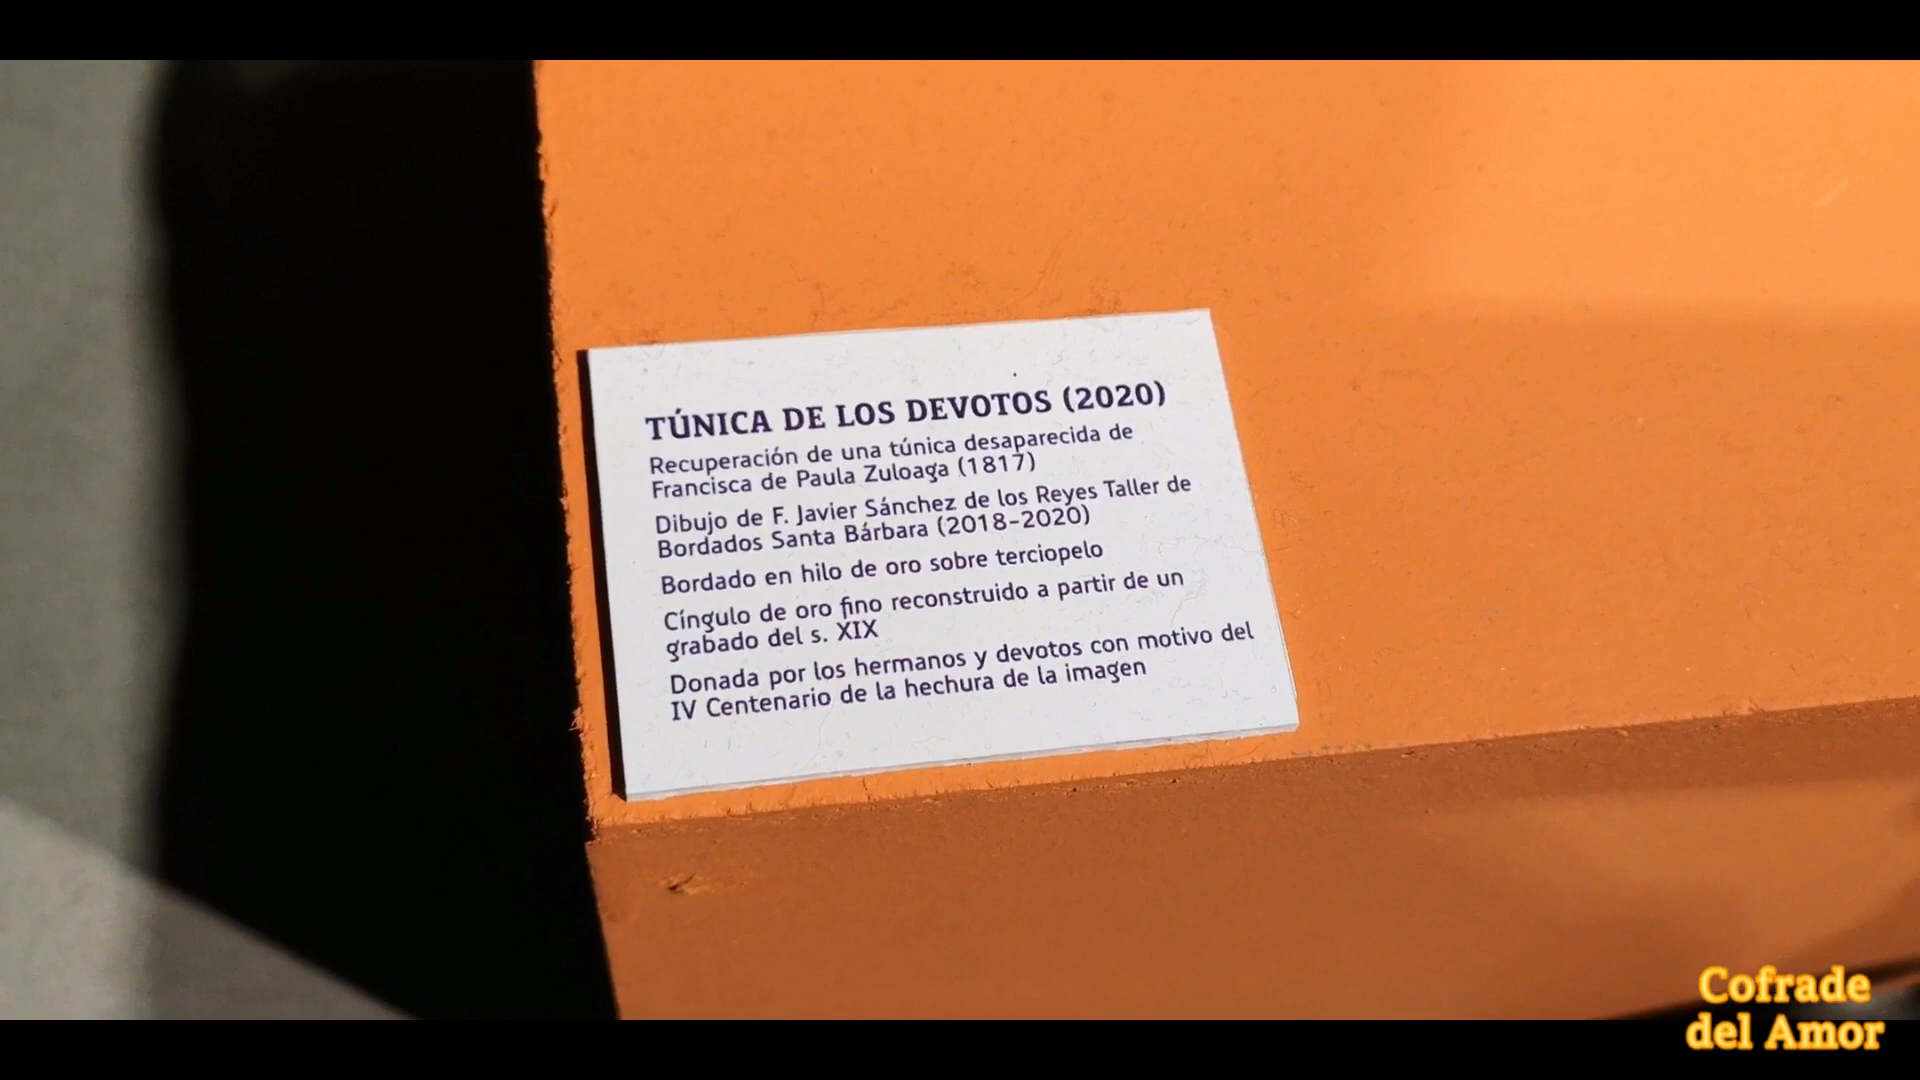 TÚNICA DE LOS DEVOTOS (2020)
Recuperación de una túnica desaparecida de
Francisca de Paula Zuloaga (1817)
Dibujo de F. Javier Sánchez de los Reyes Taller de
Bordados Santa Bárbara (2018-2020)
Bordado en hilo de oro sobre terciopelo
Cíngulo de oro fino reconstruido a partir de un
grabado del s. XIX
Donada por los hermanos y devotos con motivo del
IV Centenario de la hechura de la imagen
Cofrade
del Amor